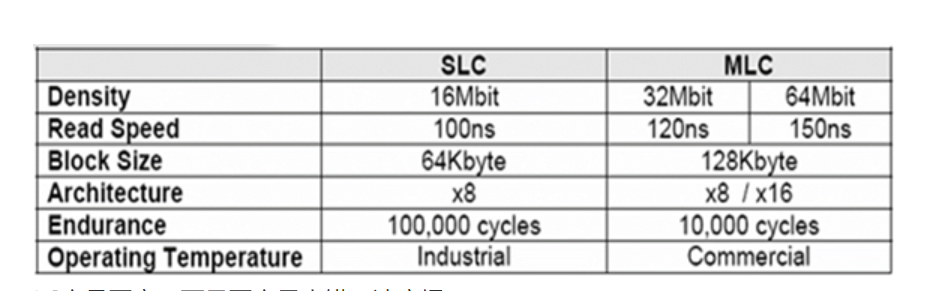 SLC MLC
Density 16Mbit 32Mbit 64Mbit
Read Speed 100ns 120ns 150ns
Block Size 64Kbyte 128Kbyte
Architecture x8 x8 / x16
Endurance 100,000 cycles 10,000 cycles
Operating Temperature Industrial Commercial